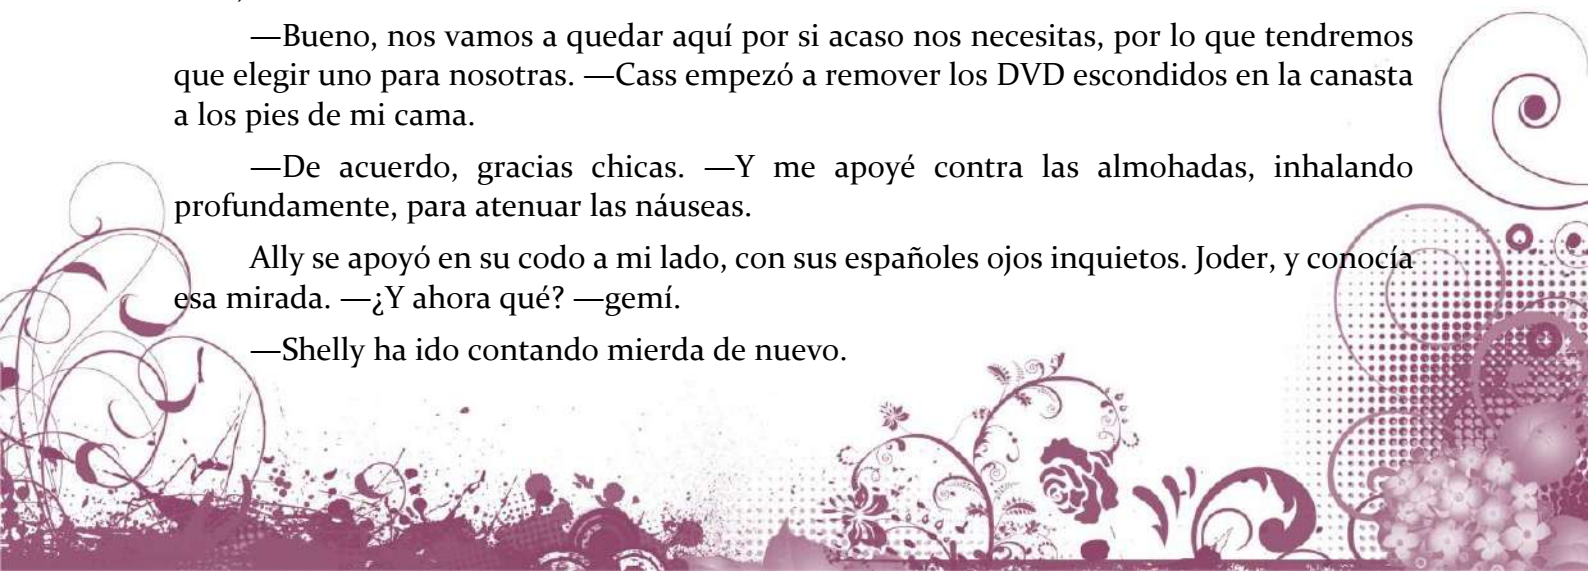 —Bueno, nos vamos a quedar aquí por si acaso nos necesitas, por lo que tendremos
que elegir uno para nosotras. —Cass empezó a remover los DVD escondidos en la canasta
a los pies de mi cama.
—De acuerdo, gracias chicas. —Y me apoyé contra las almohadas, inhalando
profundamente, para atenuar las náuseas.
Ally se apoyó en su codo a mi lado, con sus españoles ojos inquietos. Joder, y conocía
esa mirada. —¿Y ahora qué? —gemí.
—Shelly ha ido contando mierda de nuevo.